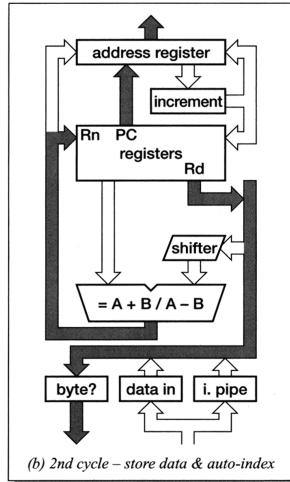 address register
increment
Rn PC
registers
Rd
shifter
= A + B / A – B
byte? data in i. pipe
(b) 2nd cycle – store data & auto-index